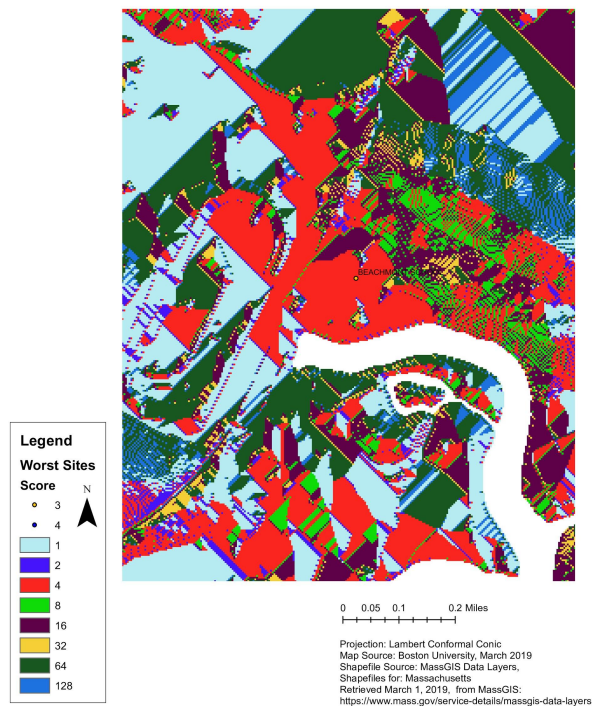 BEACHMONT
Legend
Worst Sites
Score
N
3
4
1
2
4
8
16
32
64
128
0 0.05 0.1 0.2 Miles
Projection: Lambert Conformal Conic
Map Source: Boston University, March 2019
Shapefile Source: MassGIS Data Layers,
Shapefiles for: Massachusetts
Retrieved March 1, 2019, from MassGIS:
https://www.mass.gov/service-details/massgis-data-layers